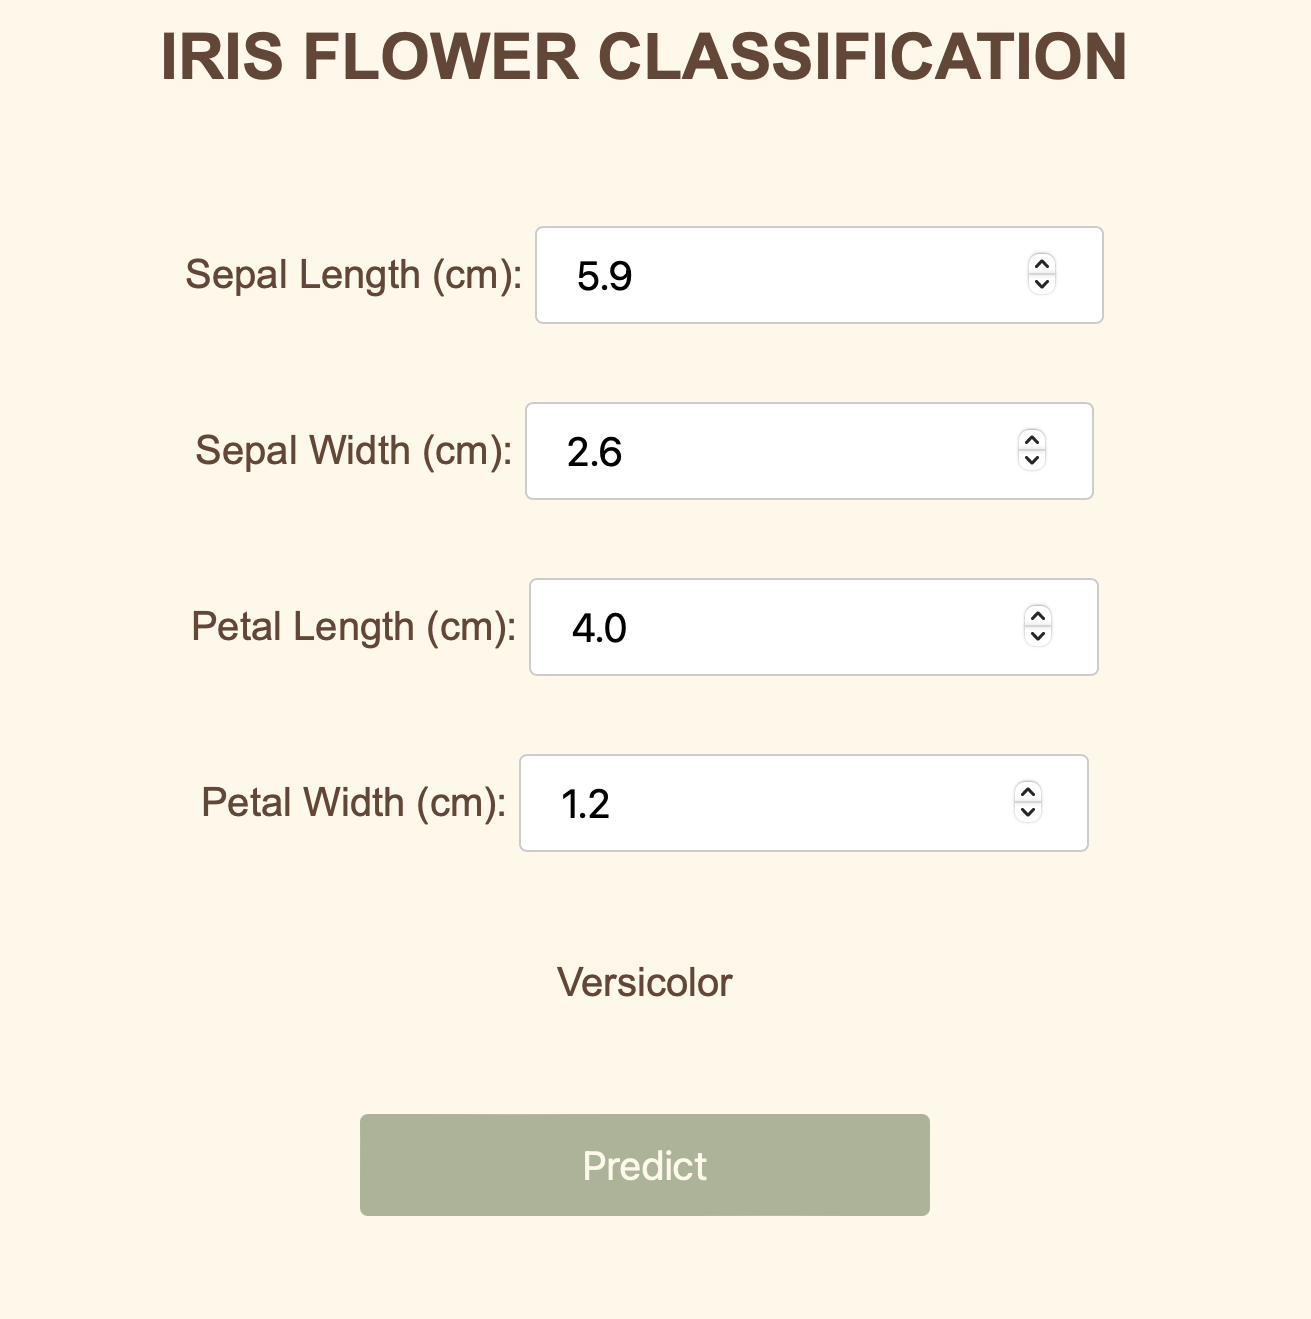 IRIS FLOWER CLASSIFICATION
Sepal Length (cm): 5.9
Sepal Width (cm): 2.6
Petal Length (cm): 4.0
Petal Width (cm): 1.2
Versicolor
Predict